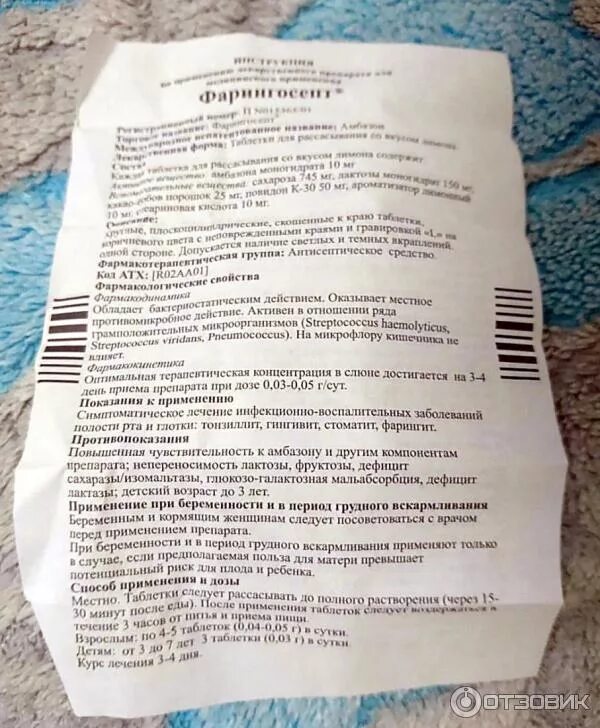 ИНСТРУКЦИЯ
по применению лекарственного препарата для
медицинского применения
Фарингосепт®
Регистрационный номер: П
Торговое название: Фарингосепт®
Международное непатентованное название: Амбазон
Лекарственная форма: Таблетки для рассасывания со вкусом лимона.
Состав
Каждая таблетка для рассасывания со вкусом лимона содержит
Активное вещество: амбазона моногидрата 10 мг
Вспомогательные вещества: сахароза 745 мг, лактозы моногидрат 150 мг,
какао-бобов порошок 25 мг, повидон К-30 50 мг, ароматизатор лимонный
10 мг, стеариновая кислота 10 мг.
Описание:
круглые, плоскоцилиндрические, скошенные к краю таблетки,
коричневого цвета с неповрежденными краями и гравировкой «L» на
одной стороне. Допускается наличие светлых и темных вкраплений.
Фармакотерапевтическая группа: Антисептическое средство.
Код АТХ: [R02AA01]
Фармакологические свойства
Фармакодинамика
Обладает бактериостатическим действием. Оказывает местное
противомикробное действие. Активен в отношении ряда
грамположительных микроорганизмов (Streptococcus haemolyticus,
Streptococcus viridans, Pneumococcus). На микрофлору кишечника не
влияет.
Фармакокинетика
Оптимальная терапевтическая концентрация в слюне достигается на 3-4
день приема препарата при дозе 0,03-0,05 г/сут.
Показания к применению
Симптоматическое лечение инфекционно-воспалительных заболеваний
полости рта и глотки: тонзиллит, гингивит, стоматит, фарингит.
Противопоказания
Повышенная чувствительность к амбазону и другим компонентам
препарата; непереносимость лактозы, фруктозы, дефицит
сахаразы/изомальтазы, глюкозо-галактозная мальабсорбция, дефицит
лактазы; детский возраст до 3 лет.
Применение при беременности и в период грудного вскармливания
Беременным и кормящим женщинам следует посоветоваться с врачом
перед применением препарата.
При беременности и в период грудного вскармливания применяют только
в случае, если предполагаемая польза для матери превышает
потенциальный риск для плода и ребенка.
Способ применения и дозы
Местно. Таблетки следует рассасывать до полного растворения (через 15-
30 минут после еды). После применения таблеток следует воздержаться в
течение 3 часов от питья и приема пищи.
Взрослым: по 4-5 таблеток (0,04-0,05 г) в сутки.
Детям: от 3 до 7 лет 3 таблетки (0,03 г) в сутки.
Курс лечения 3-4 дня.
ОТЗОВИК